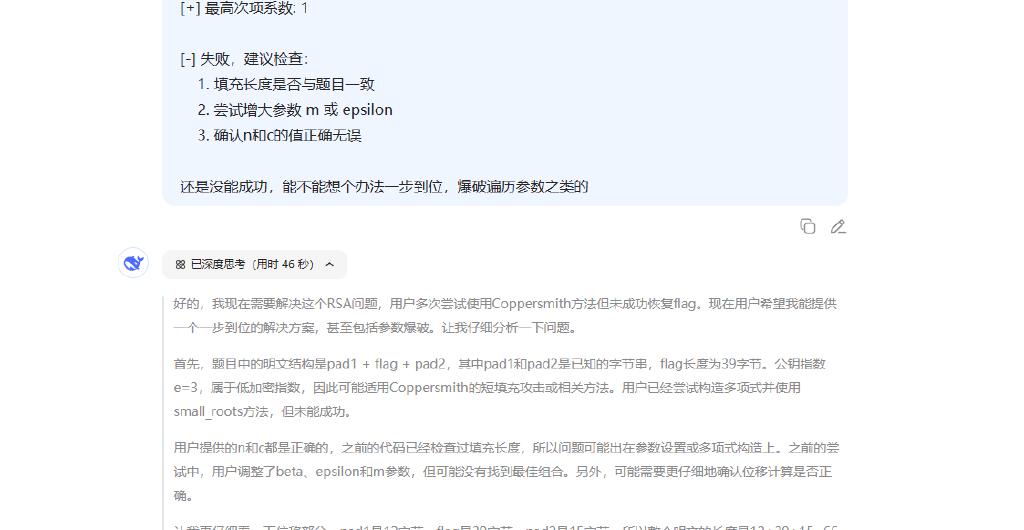 [+] 最高次项系数: 1
[-] 失败，建议检查：
1. 填充长度是否与题目一致
2. 尝试增大参数 m 或 epsilon
3. 确认n和c的值正确无误
还是没能成功，能不能想个办法一步到位，爆破遍历参数之类的
已深度思考（用时 46 秒）
好的，我现在需要解决这个RSA问题，用户多次尝试使用Coppersmith方法但未成功恢复flag。现在用户希望我能提供
一个一步到位的解决方案，甚至包括参数爆破。让我仔细分析一下问题。
首先，题目中的明文结构是pad1 + flag + pad2，其中pad1和pad2是已知的字节串，flag长度为39字节。公钥指数
e=3，属于低加密指数，因此可能适用Coppersmith的短填充攻击或相关方法。用户已经尝试构造多项式并使用
small_roots方法，但未能成功。
用户提供的n和c都是正确的，之前的代码已经检查过填充长度，所以问题可能出在参数设置或多项式构造上。之前的尝
试中，用户调整了beta、epsilon和m参数，但可能没有找到最佳组合。另外，可能需要更仔细地确认位移计算是否正
确。